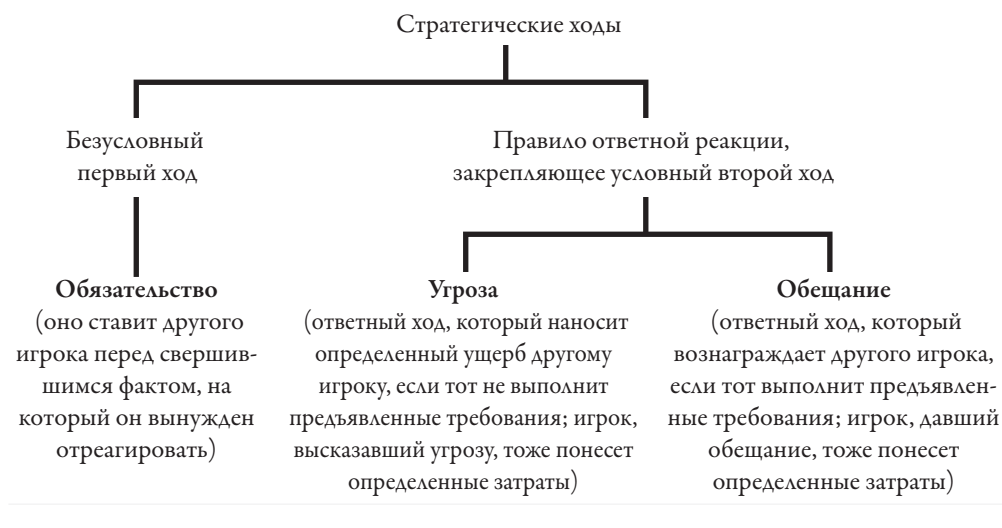 Стратегические ходы
Безусловный
первый ход
Правило ответной реакции,
закрепляющее условный второй ход
Обязательство
(оно ставит другого
игрока перед свершив-
шимся фактом, на
который он вынужден
отреагировать)
Угроза
(ответный ход, который наносит
определенный ущерб другому
игроку, если тот не выполнит
предъявленные требования; игрок,
высказавший угрозу, тоже понесет
определенные затраты)
Обещание
(ответный ход, который
вознаграждает другого игрока,
если тот выполнит предъявлен-
ные требования; игрок, давший
обещание, тоже понесет
определенные затраты)